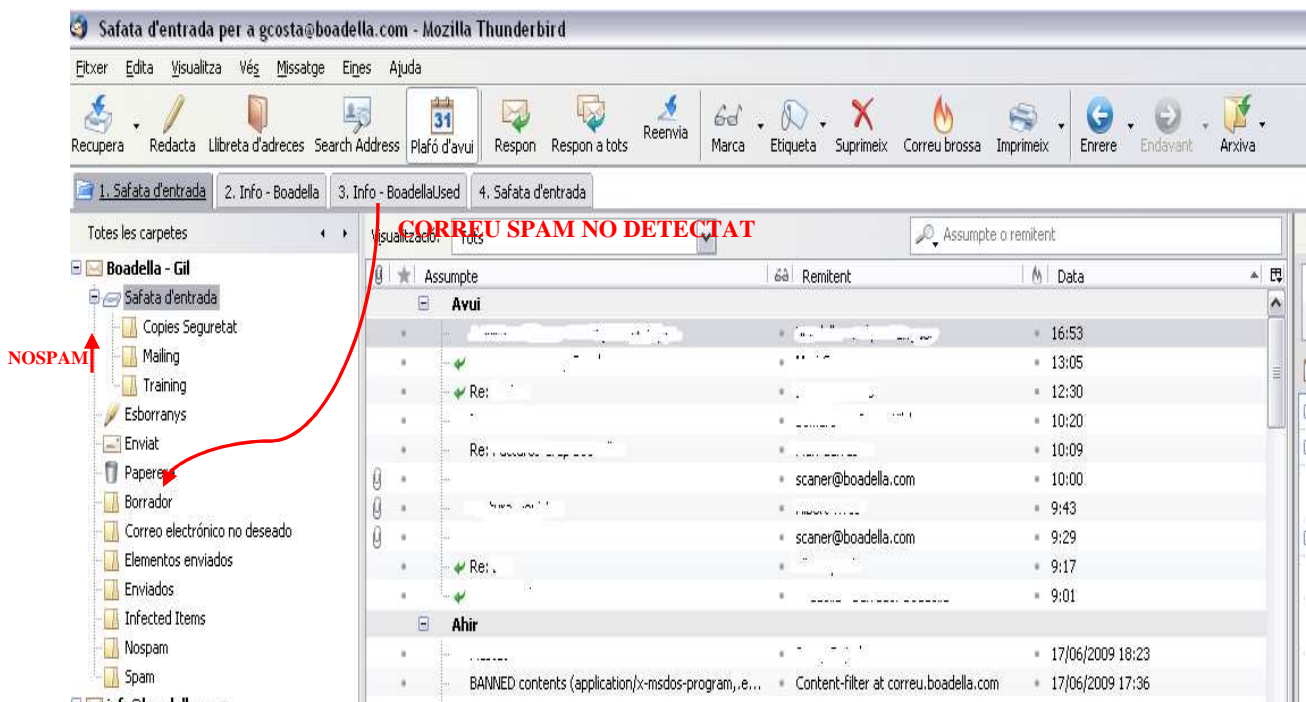 Safata d'entrada per a gcosta@boadella.com - Mozilla Thunderbird
Fitxer Edita Visualitza Vés Missatge Eines Ajuda
Recupera Redacta Llibreta d'adreces Search Address Plafó d'avui Respon Respon a tots Reenvia Marca Etiqueta Suprimeix Correu brossa Imprimeix Enrere Endavant Arxiva
31
1. Safata d'entrada 2. Info - Boadella 3. Info - BoadellaUsed 4. Safata d'entrada
CORREU SPAM NO DETECTAT
Totes les carpetes Visualització: Tots Assumpte o remitent
Boadella - Gil
Assumpte Remitent Data
Safata d'entrada
Avui
Copies Seguretat
16:53
NOSPAM
Mailing
13:05
Training
Re: 12:30
Esborranys
10:20
Enviat
Re: 10:09
Paperera
scaner@boadella.com 10:00
Borrador
9:43
Correo electrónico no deseado
scaner@boadella.com 9:29
Elementos enviados
Re: 9:17
Enviados
9:01
Infected Items
Ahir
Nospam
17/06/2009 18:23
Spam
BANNED contents (application/x-msdos-program,.e... Content-filter at correu.boadella.com 17/06/2009 17:36